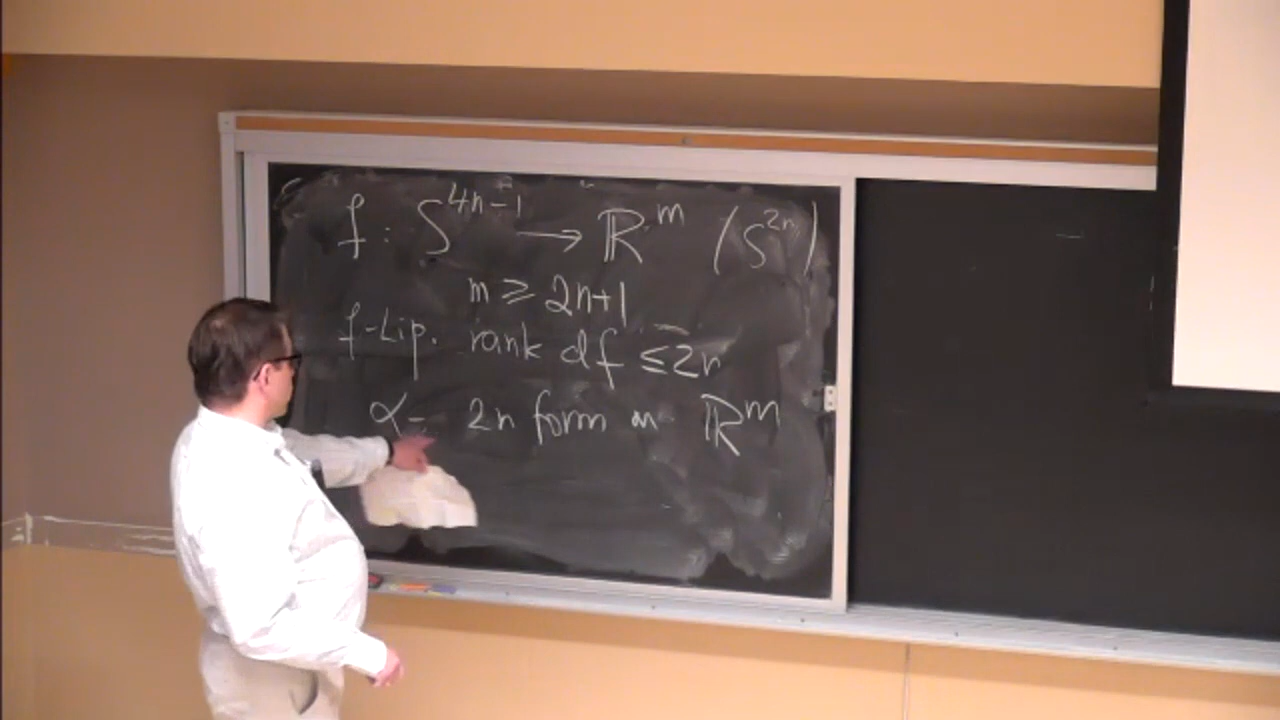 f: S^{4n-1} → ℝ^m (S^{2n})
m ≥ 2n+1
f-Lip. rank df ≤ 2n
α - 2n form on ℝ^m